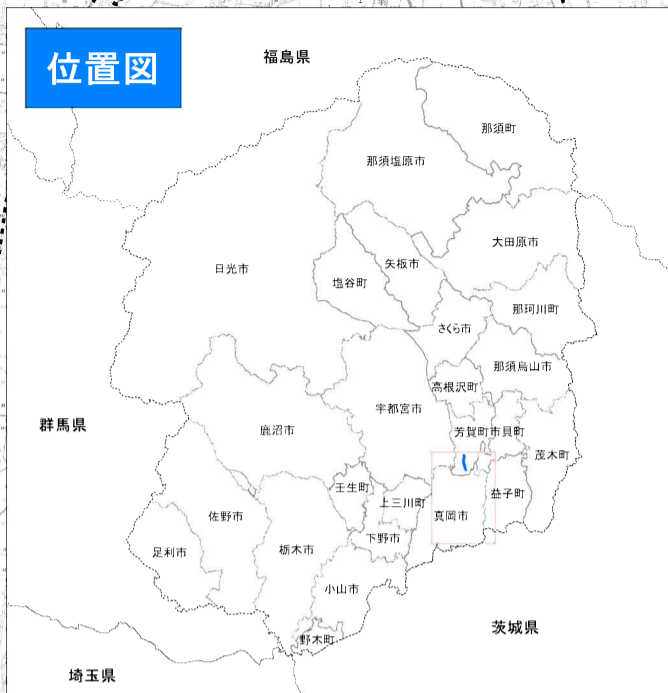 位置図
福島県
那須町
那須塩原市
大田原市
日光市
矢板市
塩谷町
那珂川町
さくら市
那須烏山市
高根沢町
宇都宮市
群馬県
鹿沼市
芳賀町
市貝町
茂木町
壬生町
益子町
上三川町
佐野市
真岡市
下野市
足利市
栃木市
小山市
茨城県
野木町
埼玉県